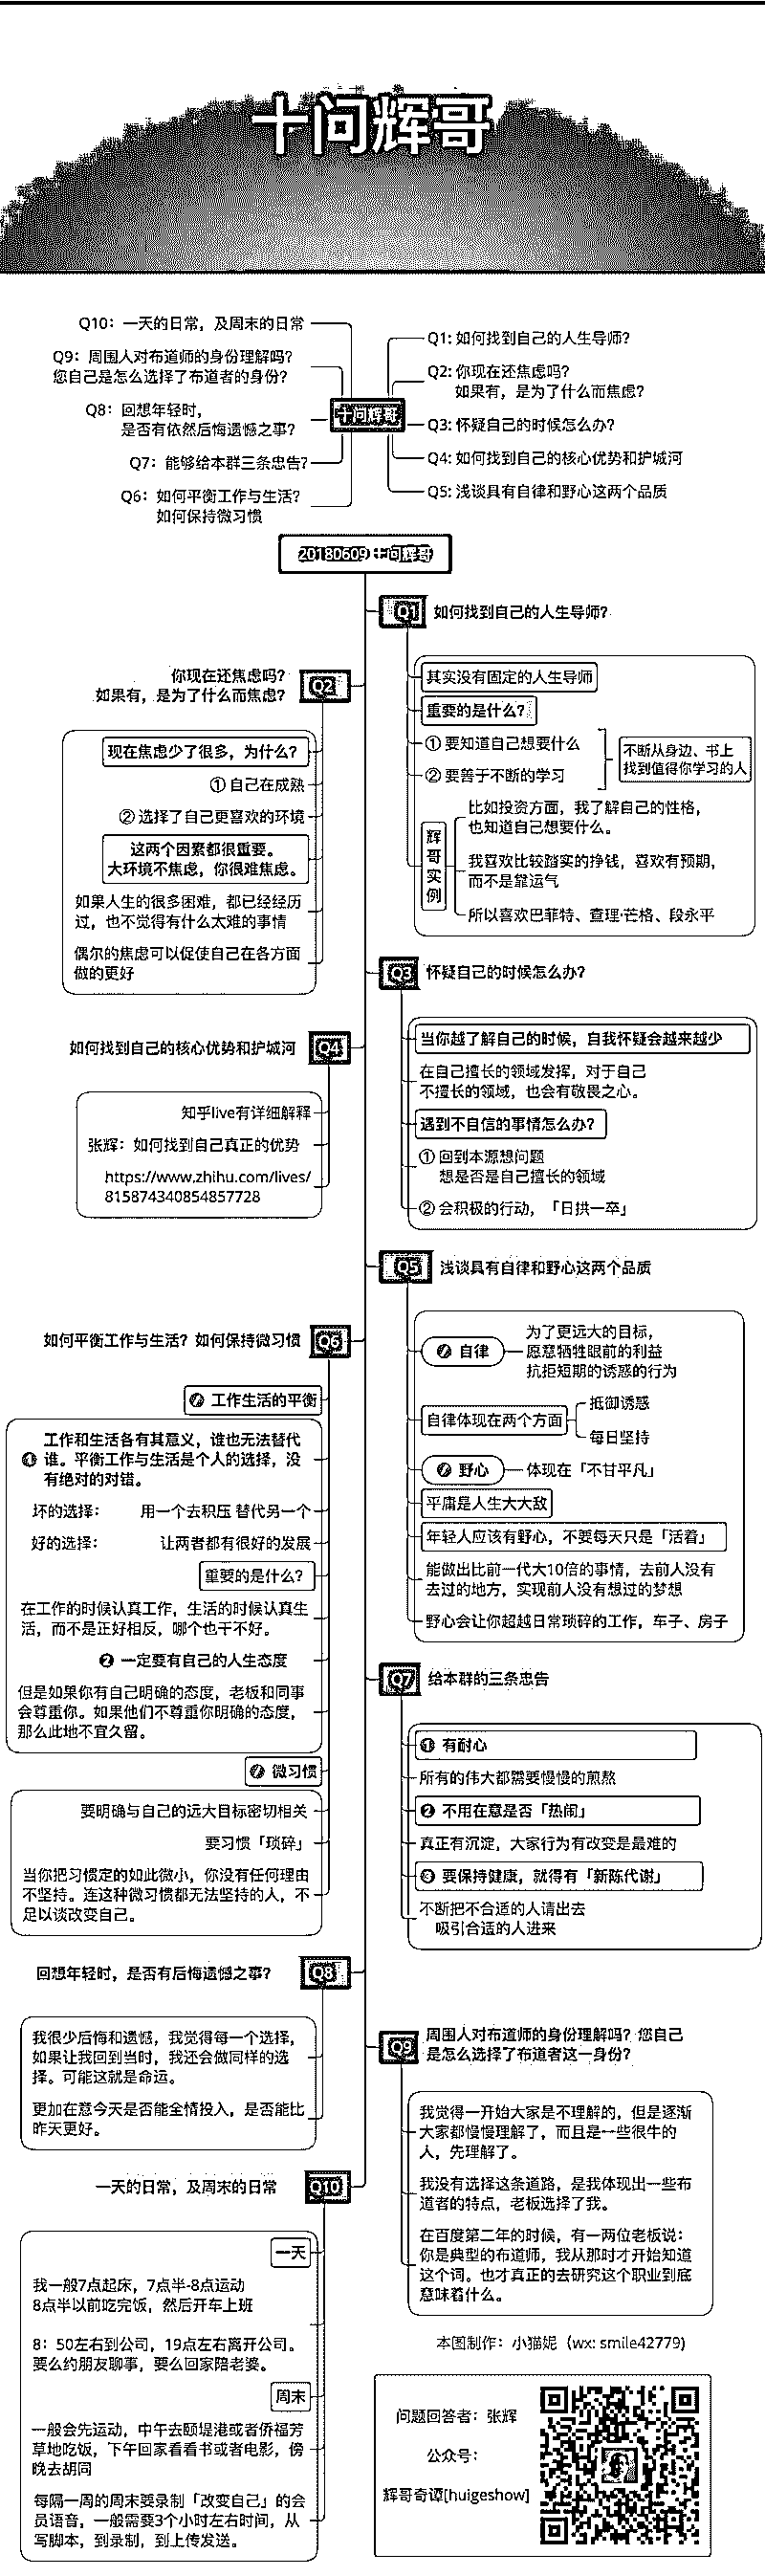 十问辉哥
Q10：一天的日常，及周末的日常
Q9：周围人对布道师的身份理解吗？
您自己是怎么选择了布道者的身份？
Q8：回想年轻时，
是否有依然后悔遗憾之事？
Q7：能够给本群三条忠告？
Q6：如何平衡工作与生活？
如何保持微习惯
十问辉哥
Q1: 如何找到自己的人生导师？
Q2: 你现在还焦虑吗？
如果有，是为了什么而焦虑？
Q3: 怀疑自己的时候怎么办？
Q4: 如何找到自己的核心优势和护城河
Q5: 浅谈具有自律和野心这两个品质
20180609 十问辉哥
Q1
如何找到自己的人生导师？
其实没有固定的人生导师
重要的是什么？
① 要知道自己想要什么
② 要善于不断的学习
不断从身边、书上
找到值得你学习的人
辉哥实例
比如投资方面，我了解自己的性格，
也知道自己想要什么。
我喜欢比较踏实的挣钱，喜欢有预期，
而不是靠运气
所以喜欢巴菲特、查理·芒格、段永平
你现在还焦虑吗？
如果有，是为了什么而焦虑？
Q2
现在焦虑少了很多，为什么？
① 自己在成熟
② 选择了自己更喜欢的环境
这两个因素都很重要。
大环境不焦虑，你很难焦虑。
如果人生的很多困难，都已经经历
过，也不觉得有什么太难的事情
偶尔的焦虑可以促使自己在各方面
做的更好
Q3
怀疑自己的时候怎么办？
当你越了解自己的时候，自我怀疑会越来越少
在自己擅长的领域发挥，对于自己
不擅长的领域，也会有敬畏之心。
遇到不自信的事情怎么办？
① 回到本源想问题
想是否是自己擅长的领域
② 会积极的行动，「日拱一卒」
如何找到自己的核心优势和护城河
Q4
知乎live有详细解释
张辉：如何找到自己真正的优势
https://www.zhihu.com/lives/
815874340854857728
Q5
浅谈具有自律和野心这两个品质
自律
为了更远大的目标，
愿意牺牲眼前的利益
抗拒短期的诱惑的行为
自律体现在两个方面
抵御诱惑
每日坚持
野心
体现在「不甘平凡」
平庸是人生大大敌
年轻人应该有野心，不要每天只是「活着」
能做出比前一代大10倍的事情，去前人没有
去过的地方，实现前人没有想过的梦想
野心会让你超越日常琐碎的工作，车子、房子
如何平衡工作与生活？如何保持微习惯
Q6
工作生活的平衡
❶ 工作和生活各有其意义，谁也无法替代
谁。平衡工作与生活是个人的选择，没
有绝对的对错。
坏的选择： 用一个去积压 替代另一个
好的选择： 让两者都有很好的发展
重要的是什么？
在工作的时候认真工作，生活的时候认真生
活，而不是正好相反，哪个也干不好。
❷ 一定要有自己的人生态度
但是如果你有自己明确的态度，老板和同事
会尊重你。如果他们不尊重你明确的态度，
那么此地不宜久留。
微习惯
要明确与自己的远大目标密切相关
要习惯「琐碎」
当你把习惯定的如此微小，你没有任何理由
不坚持。连这种微习惯都无法坚持的人，不
足以谈改变自己。
Q7
给本群的三条忠告
❶ 有耐心
所有的伟大都需要慢慢的煎熬
❷ 不用在意是否「热闹」
真正有沉淀，大家行为有改变是最难的
❸ 要保持健康，就得有「新陈代谢」
不断把不合适的人请出去
吸引合适的人进来
回想年轻时，是否有后悔遗憾之事？
Q8
我很少后悔和遗憾，我觉得每一个选择，
如果让我回到当时，我还会做同样的选
择。可能这就是命运。
更加在意今天是否能全情投入，是否能比
昨天更好。
Q9
周围人对布道师的身份理解吗？您自己
是怎么选择了布道者这一身份？
我觉得一开始大家是不理解的，但是逐渐
大家都慢慢理解了，而且是一些很牛的
人，先理解了。
我没有选择这条道路，是我体现出一些布
道者的特点，老板选择了我。
在百度第二年的时候，有一两位老板说：
你是典型的布道师，我从那时才开始知道
这个词。也才真正的去研究这个职业到底
意味着什么。
一天的日常，及周末的日常
Q10
一天
我一般7点起床，7点半-8点运动
8点半以前吃完饭，然后开车上班
8：50左右到公司，19点左右离开公司。
要么约朋友聊事，要么回家陪老婆。
周末
一般会先运动，中午去颐堤港或者侨福芳
草地吃饭，下午回家看看书或者电影，傍
晚去胡同
每隔一周的周末要录制「改变自己」的会
员语音，一般需要3个小时左右时间，从
写脚本，到录制，到上传发送。
本图制作：小猫妮（wx: smile42779)
问题回答者：张辉
公众号：
辉哥奇谭[huigeshow]